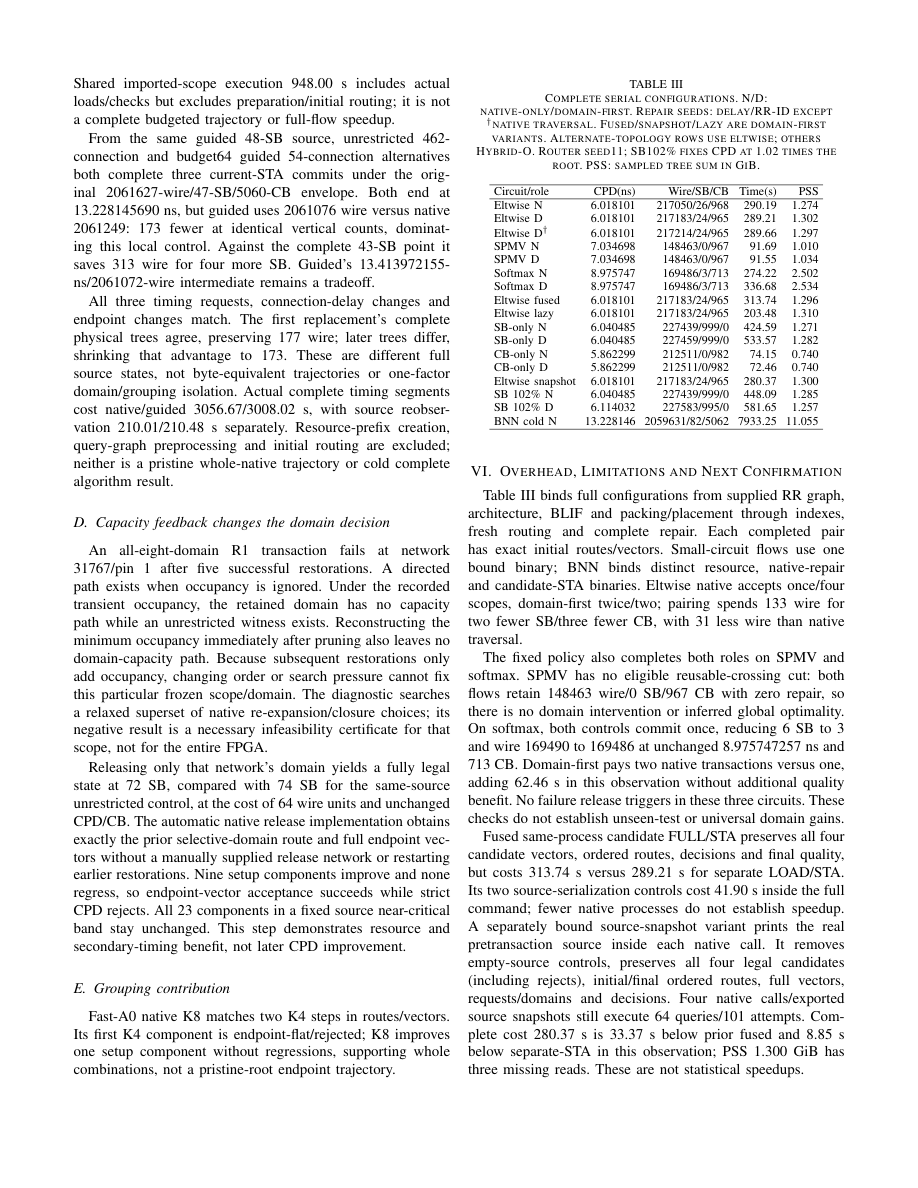 Shared imported-scope execution 948.00 s includes actual
loads/checks but excludes preparation/initial routing; it is not
a complete budgeted trajectory or full-flow speedup.
From the same guided 48-SB source, unrestricted 462-
connection and budget64 guided 54-connection alternatives
both complete three current-STA commits under the orig-
inal 2061627-wire/47-SB/5060-CB envelope. Both end at
13.228145690 ns, but guided uses 2061076 wire versus native
2061249: 173 fewer at identical vertical counts, dominat-
ing this local control. Against the complete 43-SB point it
saves 313 wire for four more SB. Guided's 13.413972155-
ns/2061072-wire intermediate remains a tradeoff.
All three timing requests, connection-delay changes and
endpoint changes match. The first replacement's complete
physical trees agree, preserving 177 wire; later trees differ,
shrinking that advantage to 173. These are different full
source states, not byte-equivalent trajectories or one-factor
domain/grouping isolation. Actual complete timing segments
cost native/guided 3056.67/3008.02 s, with source reobser-
vation 210.01/210.48 s separately. Resource-prefix creation,
query-graph preprocessing and initial routing are excluded;
neither is a pristine whole-native trajectory or cold complete
algorithm result.
D. Capacity feedback changes the domain decision
An all-eight-domain R1 transaction fails at network
31767/pin 1 after five successful restorations. A directed
path exists when occupancy is ignored. Under the recorded
transient occupancy, the retained domain has no capacity
path while an unrestricted witness exists. Reconstructing the
minimum occupancy immediately after pruning also leaves no
domain-capacity path. Because subsequent restorations only
add occupancy, changing order or search pressure cannot fix
this particular frozen scope/domain. The diagnostic searches
a relaxed superset of native re-expansion/closure choices; its
negative result is a necessary infeasibility certificate for that
scope, not for the entire FPGA.
Releasing only that network's domain yields a fully legal
state at 72 SB, compared with 74 SB for the same-source
unrestricted control, at the cost of 64 wire units and unchanged
CPD/CB. The automatic native release implementation obtains
exactly the prior selective-domain route and full endpoint vec-
tors without a manually supplied release network or restarting
earlier restorations. Nine setup components improve and none
regress, so endpoint-vector acceptance succeeds while strict
CPD rejects. All 23 components in a fixed source near-critical
band stay unchanged. This step demonstrates resource and
secondary-timing benefit, not later CPD improvement.
E. Grouping contribution
Fast-A0 native K8 matches two K4 steps in routes/vectors.
Its first K4 component is endpoint-flat/rejected; K8 improves
one setup component without regressions, supporting whole
combinations, not a pristine-root endpoint trajectory.
TABLE III
COMPLETE SERIAL CONFIGURATIONS. N/D:
NATIVE-ONLY/DOMAIN-FIRST. REPAIR SEEDS: DELAY/RR-ID EXCEPT
†NATIVE TRAVERSAL. FUSED/SNAPSHOT/LAZY ARE DOMAIN-FIRST
VARIANTS. ALTERNATE-TOPOLOGY ROWS USE ELTWISE; OTHERS
HYBRID-O. ROUTER SEED11; SB102% FIXES CPD AT 1.02 TIMES THE
ROOT. PSS: SAMPLED TREE SUM IN GIB.
Circuit/role CPD(ns) Wire/SB/CB Time(s) PSS
Eltwise N 6.018101 217050/26/968 290.19 1.274
Eltwise D 6.018101 217183/24/965 289.21 1.302
Eltwise D† 6.018101 217214/24/965 289.66 1.297
SPMV N 7.034698 148463/0/967 91.69 1.010
SPMV D 7.034698 148463/0/967 91.55 1.034
Softmax N 8.975747 169486/3/713 274.22 2.502
Softmax D 8.975747 169486/3/713 336.68 2.534
Eltwise fused 6.018101 217183/24/965 313.74 1.296
Eltwise lazy 6.018101 217183/24/965 203.48 1.310
SB-only N 6.040485 227439/999/0 424.59 1.271
SB-only D 6.040485 227459/999/0 533.57 1.282
CB-only N 5.862299 212511/0/982 74.15 0.740
CB-only D 5.862299 212511/0/982 72.46 0.740
Eltwise snapshot 6.018101 217183/24/965 280.37 1.300
SB 102% N 6.040485 227439/999/0 448.09 1.285
SB 102% D 6.114032 227583/995/0 581.65 1.257
BNN cold N 13.228146 2059631/82/5062 7933.25 11.055
VI. OVERHEAD, LIMITATIONS AND NEXT CONFIRMATION
Table III binds full configurations from supplied RR graph,
architecture, BLIF and packing/placement through indexes,
fresh routing and complete repair. Each completed pair
has exact initial routes/vectors. Small-circuit flows use one
bound binary; BNN binds distinct resource, native-repair
and candidate-STA binaries. Eltwise native accepts once/four
scopes, domain-first twice/two; pairing spends 133 wire for
two fewer SB/three fewer CB, with 31 less wire than native
traversal.
The fixed policy also completes both roles on SPMV and
softmax. SPMV has no eligible reusable-crossing cut: both
flows retain 148463 wire/0 SB/967 CB with zero repair, so
there is no domain intervention or inferred global optimality.
On softmax, both controls commit once, reducing 6 SB to 3
and wire 169490 to 169486 at unchanged 8.975747257 ns and
713 CB. Domain-first pays two native transactions versus one,
adding 62.46 s in this observation without additional quality
benefit. No failure release triggers in these three circuits. These
checks do not establish unseen-test or universal domain gains.
Fused same-process candidate FULL/STA preserves all four
candidate vectors, ordered routes, decisions and final quality,
but costs 313.74 s versus 289.21 s for separate LOAD/STA.
Its two source-serialization controls cost 41.90 s inside the full
command; fewer native processes do not establish speedup.
A separately bound source-snapshot variant prints the real
pretransaction source inside each native call. It removes
empty-source controls, preserves all four legal candidates
(including rejects), initial/final ordered routes, full vectors,
requests/domains and decisions. Four native calls/exported
source snapshots still execute 64 queries/101 attempts. Com-
plete cost 280.37 s is 33.37 s below prior fused and 8.85 s
below separate-STA in this observation; PSS 1.300 GiB has
three missing reads. These are not statistical speedups.